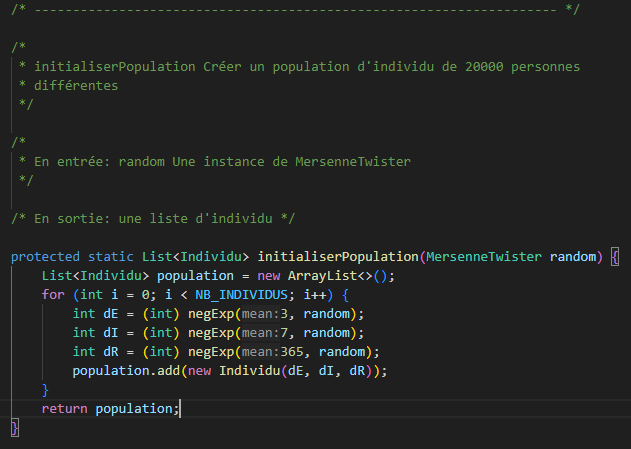 /* -------------------------------------------------------------------- */
/*
* initialiserPopulation Créer un population d'individu de 20000 personnes
* différentes
*/
/*
* En entrée: random Une instance de MersenneTwister
*/
/* En sortie: une liste d'individu */
protected static List<Individu> initialiserPopulation(MersenneTwister random) {
List<Individu> population = new ArrayList<>();
for (int i = 0; i < NB_INDIVIDUS; i++) {
int dE = (int) negExp(mean:3, random);
int dI = (int) negExp(mean:7, random);
int dR = (int) negExp(mean:365, random);
population.add(new Individu(dE, dI, dR));
}
return population;
}